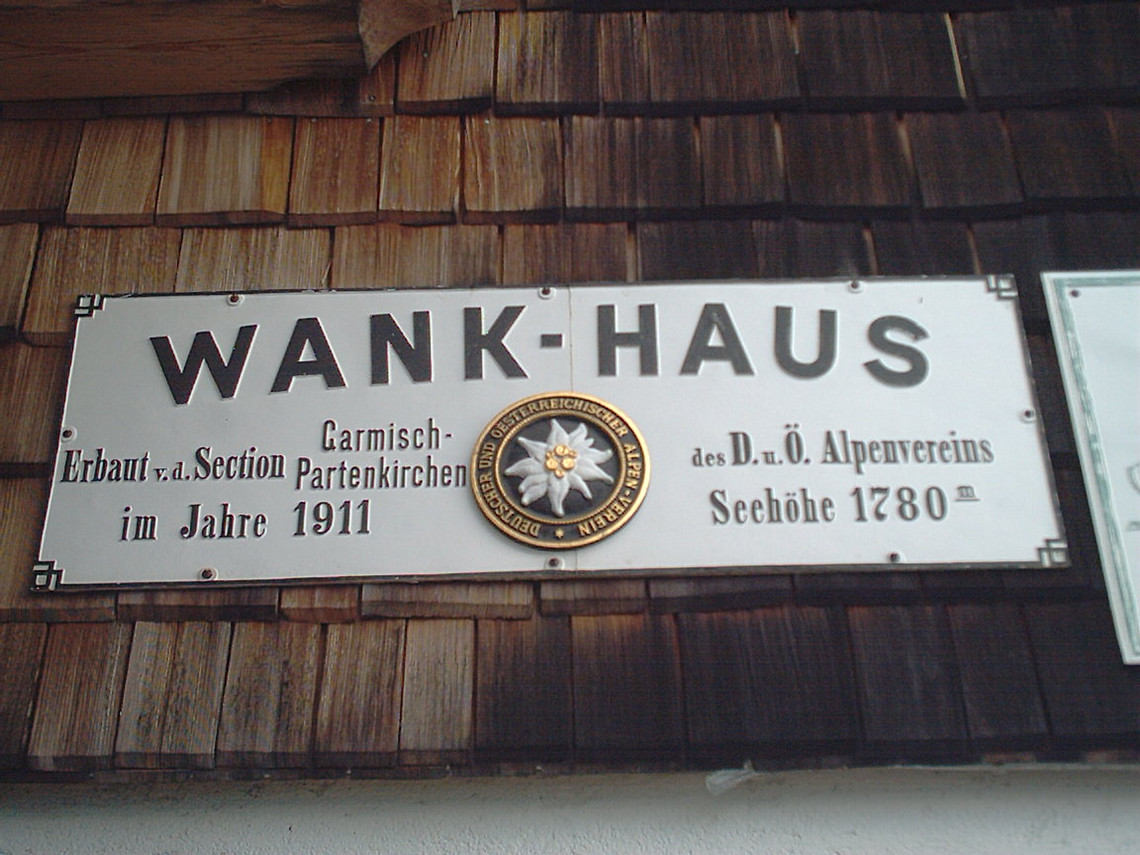 WANK-HAUS
Erbaut v. d. Section Garmisch-
Partenkirchen
im Jahre 1911
DEUTSCHER UND OESTERREICHISCHER ALPEN-VEREIN *
des D. u. Ö. Alpenvereins
Seehöhe 1780 m